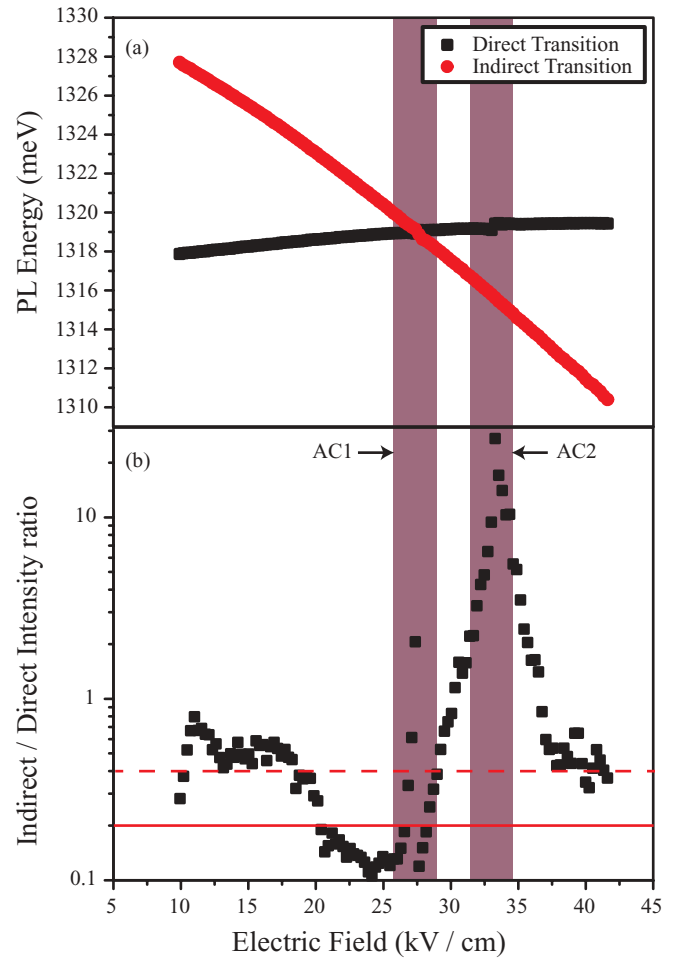 (a)
Direct Transition
Indirect Transition
PL Energy (meV)
1330
1328
1326
1324
1322
1320
1318
1316
1314
1312
1310
(b)
AC1
AC2
Indirect / Direct Intensity ratio
10
1
0.1
5 10 15 20 25 30 35 40 45
Electric Field (kV / cm)